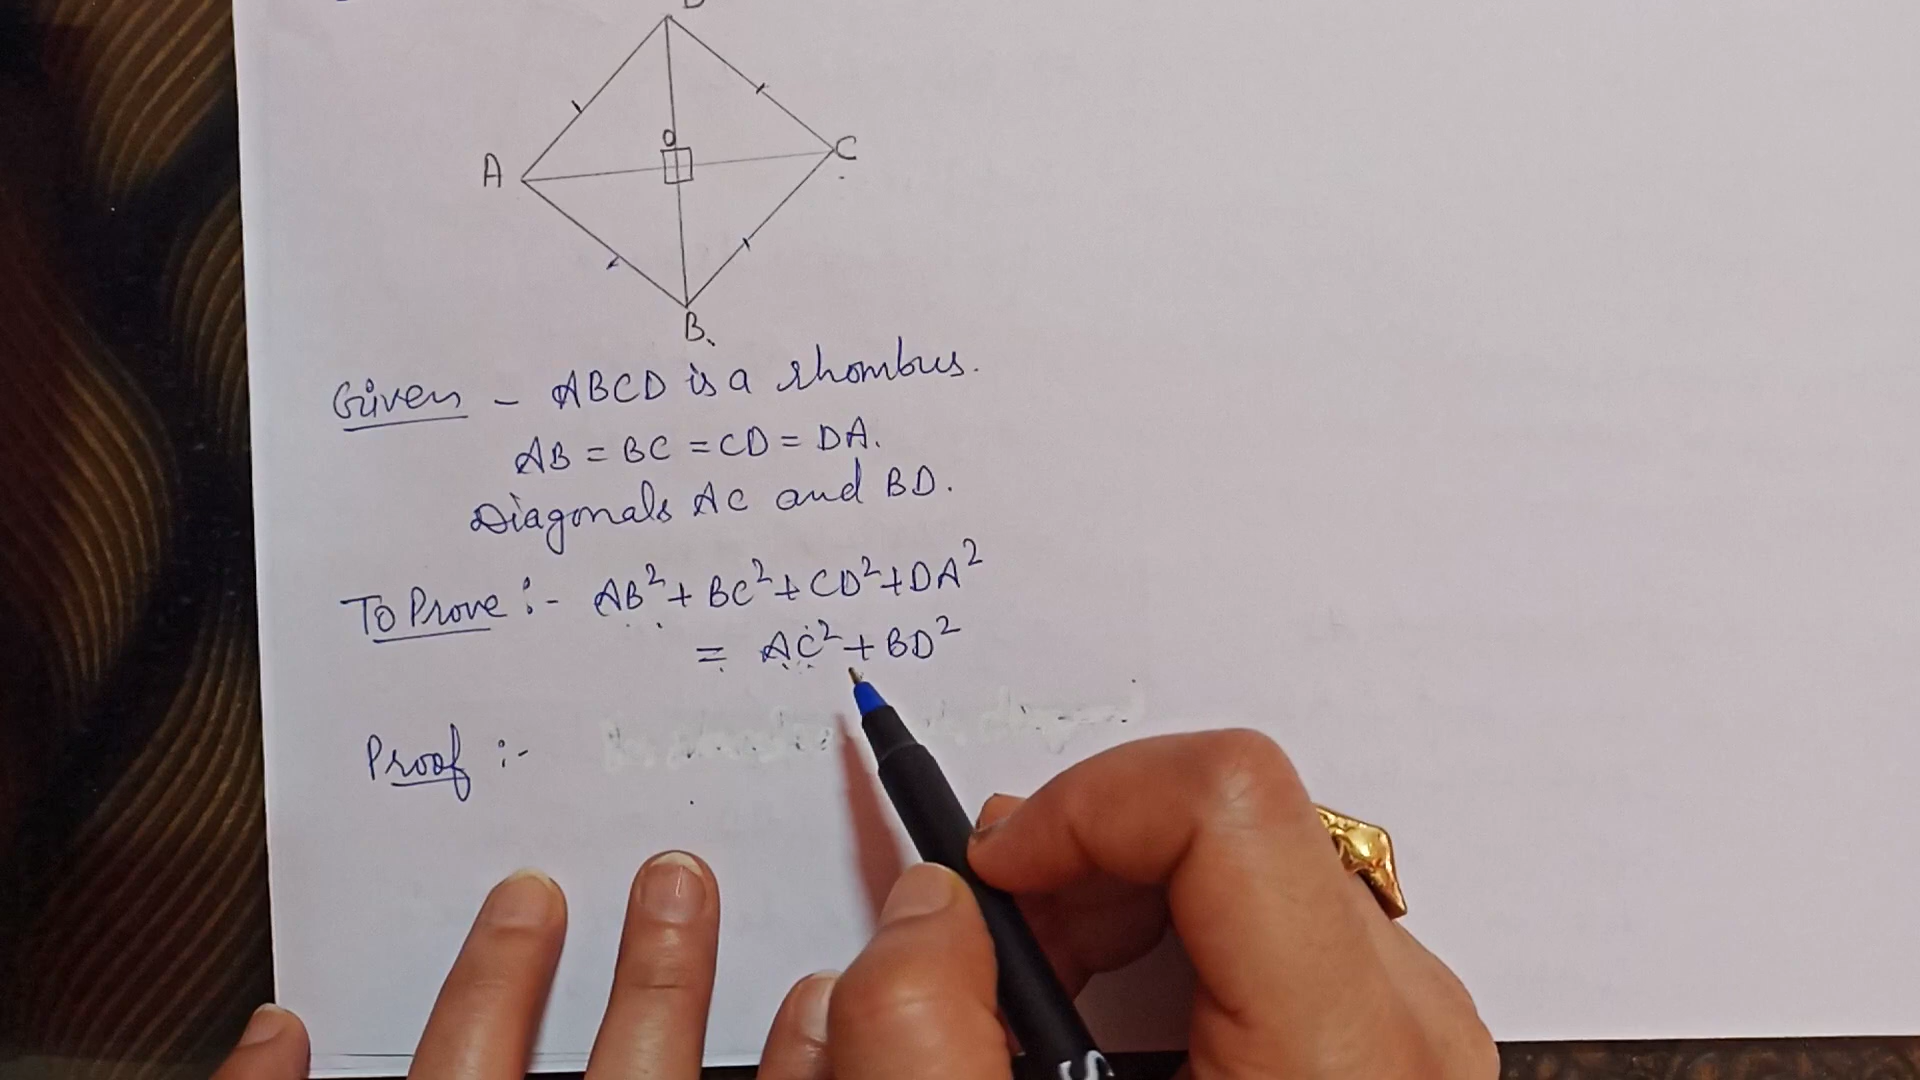 D
O
A
C
B
Given - ABCD is a rhombus.
AB = BC = CD = DA.
Diagonals AC and BD.
To Prove :- AB² + BC² + CD² + DA²
= AC² + BD²
Proof :-